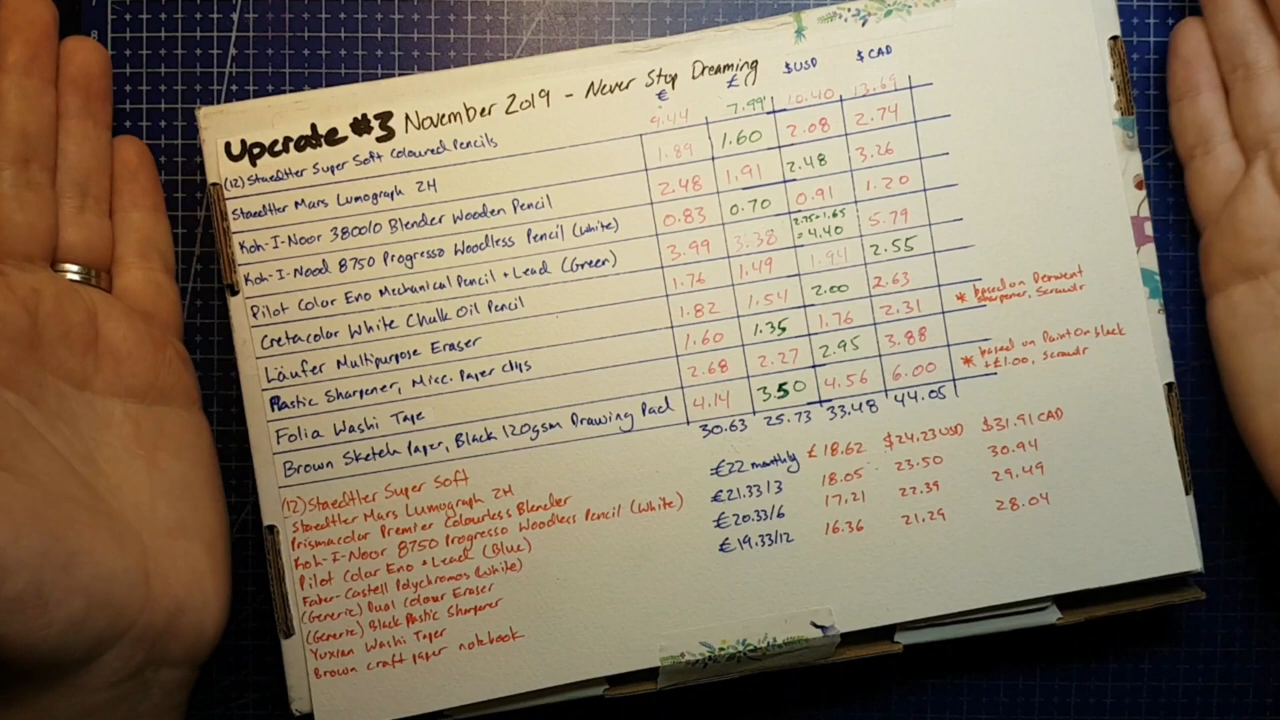 Upcrate #3 November 2019 - Never Stop Dreaming € £ $USD $CAD
(12) Staedtler Super Soft Coloured Pencils 9.44 7.99 10.40 13.69
Staedtler Mars Lumograph 2H 1.89 1.60 2.08 2.74
Koh-I-Noor 380010 Blender Wooden Pencil 2.48 1.91 2.48 3.26
Koh-I-Nood 8750 Progresso Woodless Pencil (White) 0.83 0.70 0.91 1.20
Pilot Color Eno Mechanical Pencil + Lead (Green) 3.99 3.38 2.75+1.65 = 4.40 5.79
Cretacolor White Chalk Oil Pencil 1.76 1.49 1.94 2.55
Läufer Multipurpose Eraser 1.82 1.54 2.00 2.63
Plastic Sharpener, Misc. Paper clips 1.60 1.35 1.76 2.31 * based on Derwent sharpener, Scrawlr
Folia Washi Tape 2.68 2.27 2.95 3.88
Brown Sketch Paper, Black 120gsm Drawing Pad 4.14 3.50 4.56 6.00 * based on Paint On Black +£1.00, Scrawlr
30.63 25.73 33.48 44.05
€22 monthly £18.62 $24.23 USD $31.91 CAD
€21.33/3 18.05 23.50 30.94
€20.33/6 17.21 22.39 29.49
€19.33/12 16.36 21.29 28.04
(12) Staedtler Super Soft
Staedtler Mars Lumograph 2H
Prismacolor Premier Colourless Blender
Koh-I-Noor 8750 Progresso Woodless Pencil (White)
Pilot Color Eno + Lead (Blue)
Faber-Castell Polychromos (White)
(Generic) Dual Colour Eraser
(Generic) Black Plastic Sharpener
Yuxian Washi Tape
Brown craft paper notebook